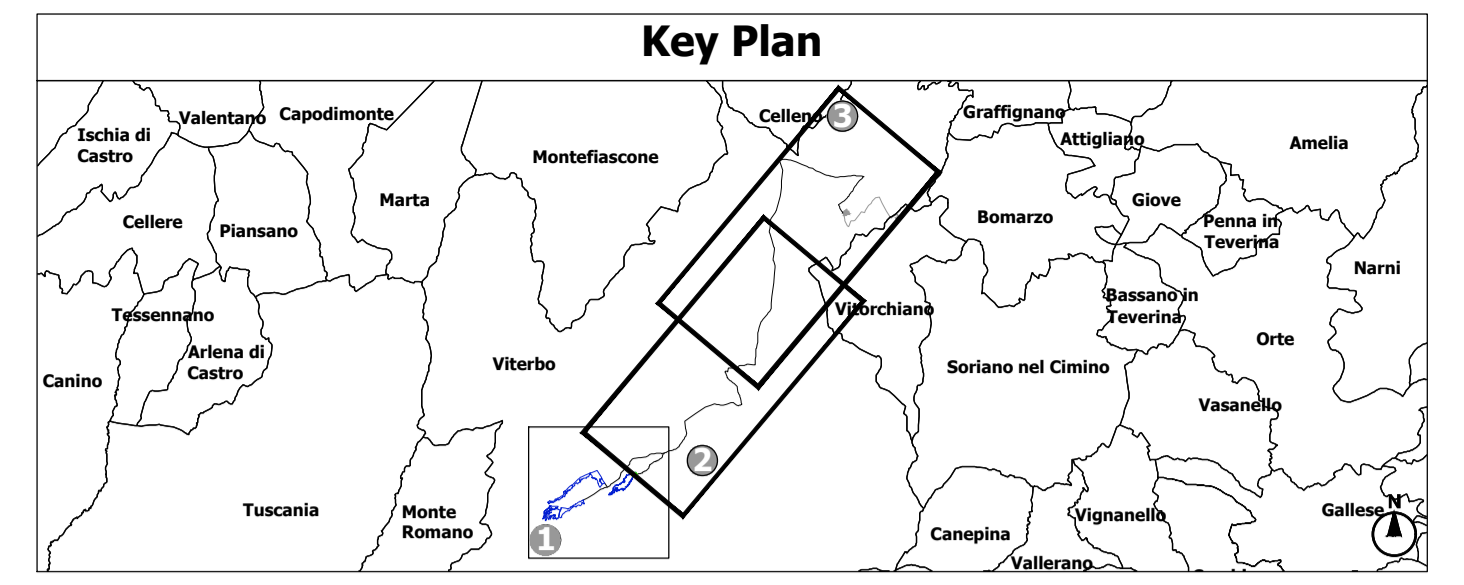 Key Plan
Valentano
Capodimonte
Ischia di
Castro
Celleno
3
Graffignano
Attigliano
Amelia
Montefiascone
Marta
Cellere
Piansano
Bomarzo
Giove
Penna in
Teverina
Narni
Tessennano
Arlena di
Castro
Canino
Viterbo
Vitorchiano
Bassano in
Teverina
Orte
Soriano nel Cimino
Vasanello
2
Tuscania
Monte
Romano
1
Canepina
Vignanello
Vallerano
Gallese
N